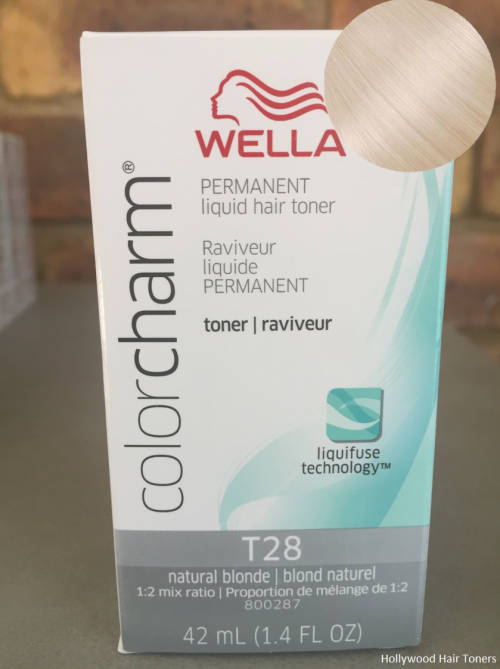 WELLA
PERMANENT
liquid hair toner
Raviveur
liquide
PERMANENT
toner | raviveur
colorcharm®
liquifuse
technology™
T28
natural blonde | blond naturel
1:2 mix ratio | Proportion de mélange de 1:2
800287
42 mL (1.4 FL OZ)
Hollywood Hair Toners